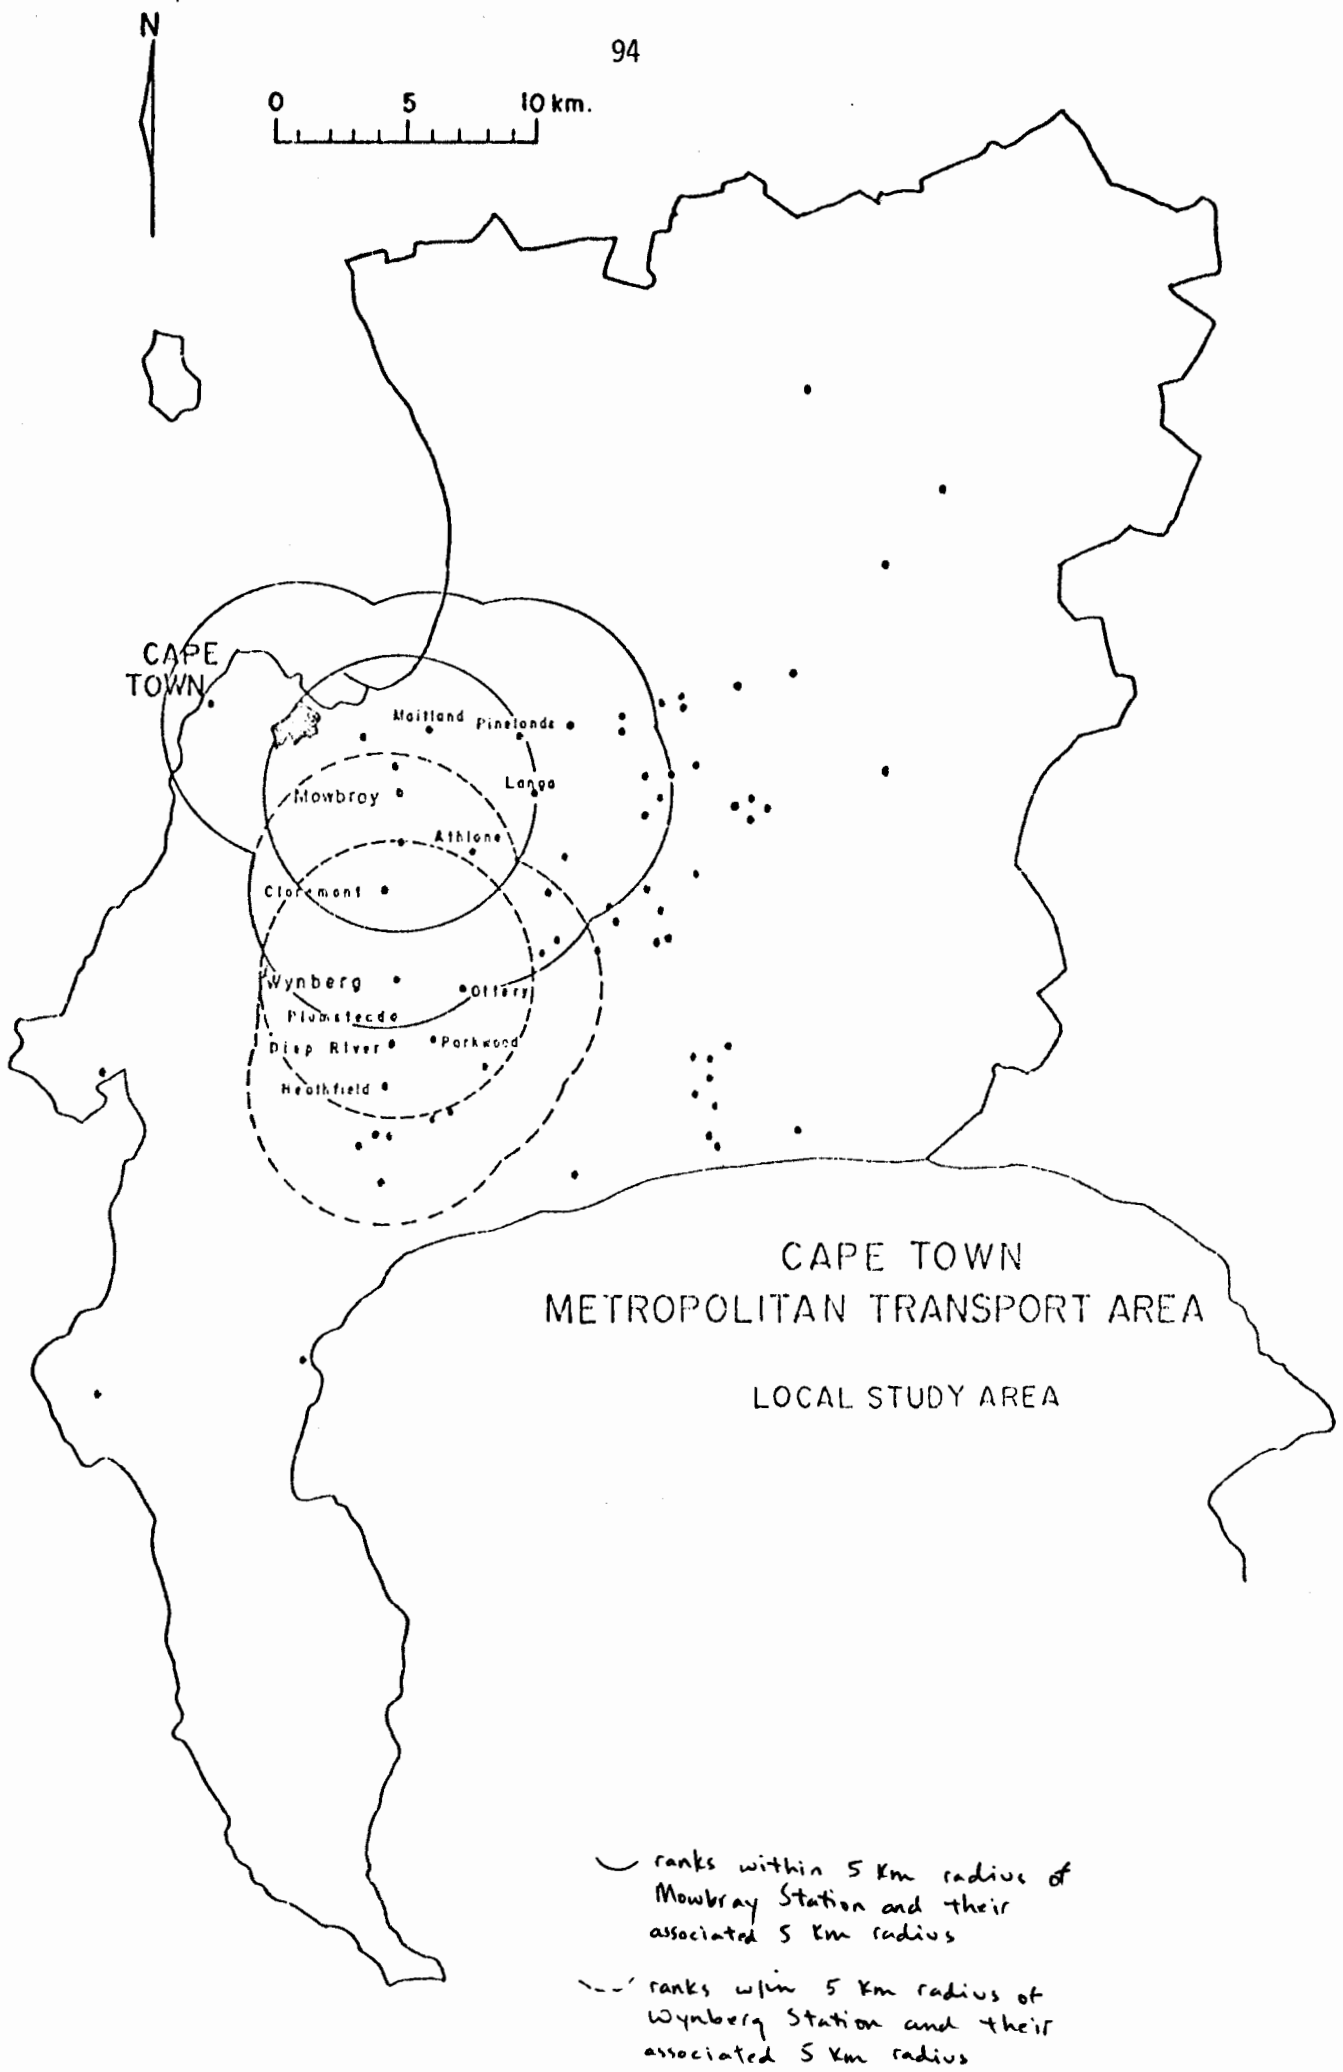 94
N
0 5 10 km.
CAPE
TOWN
Maitland Pinelands
Langa
Mowbray
Athlone
Claremont
Wynberg
Ottery
Plumstead
Diep River Parkwood
Heathfield
CAPE TOWN
METROPOLITAN TRANSPORT AREA
LOCAL STUDY AREA
ranks within 5 Km radius of
Mowbray Station and their
associated 5 Km radius
ranks w/in 5 Km radius of
Wynberg Station and their
associated 5 Km radius